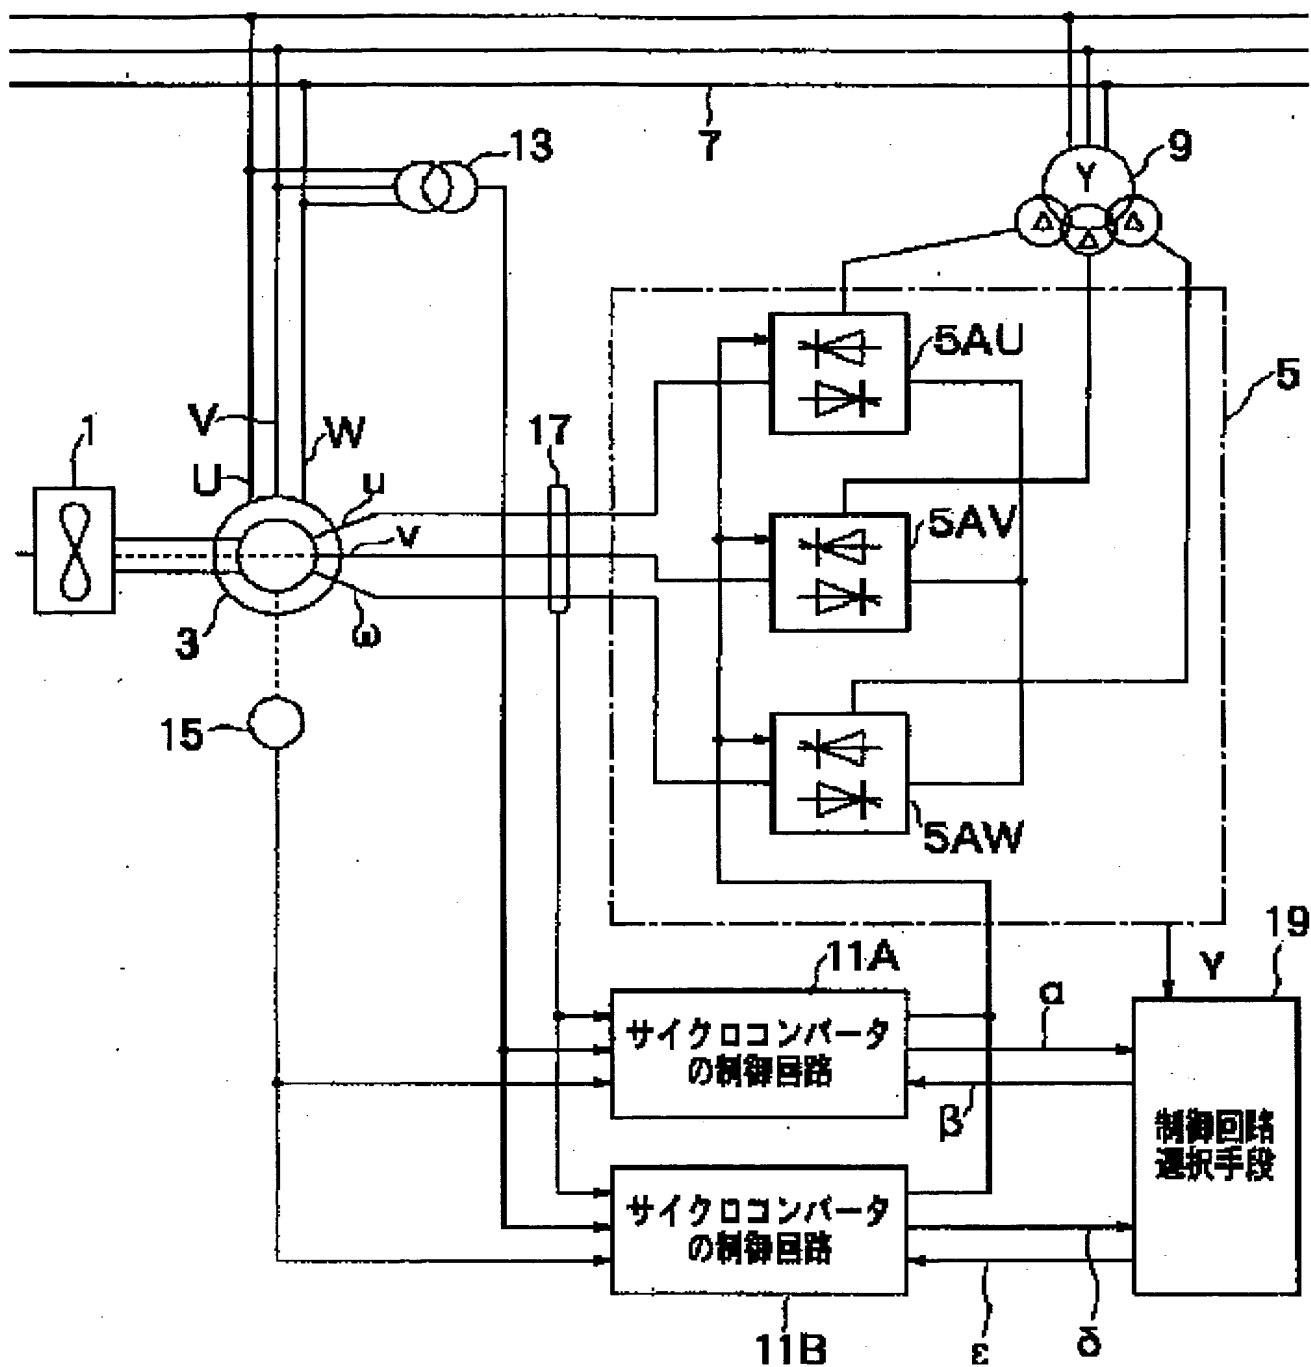 7
13
9
Y
Δ
Δ
Δ
5AU
5
1
V
W
17
U
u
v
5AV
3
ω
15
5AW
11A
γ
19
サイクロコンバータ
の制御回路
α
β
制御回路
選択手段
サイクロコンバータ
の制御回路
δ
ε
11B